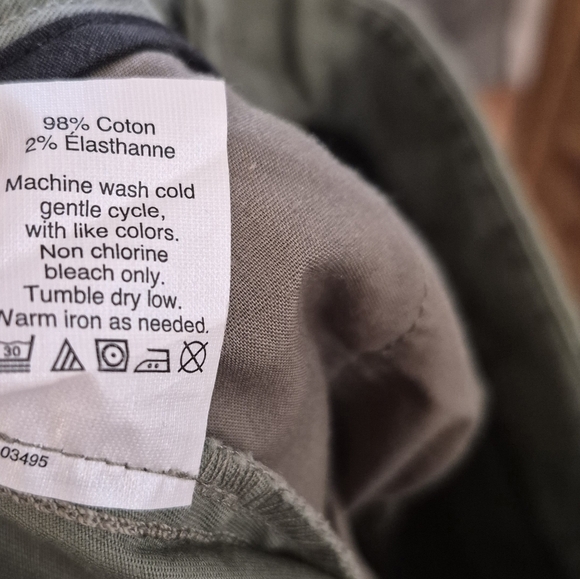 98% Coton
2% Élasthanne
Machine wash cold
gentle cycle,
with like colors.
Non chlorine
bleach only.
Tumble dry low.
Warm iron as needed.
30
03495